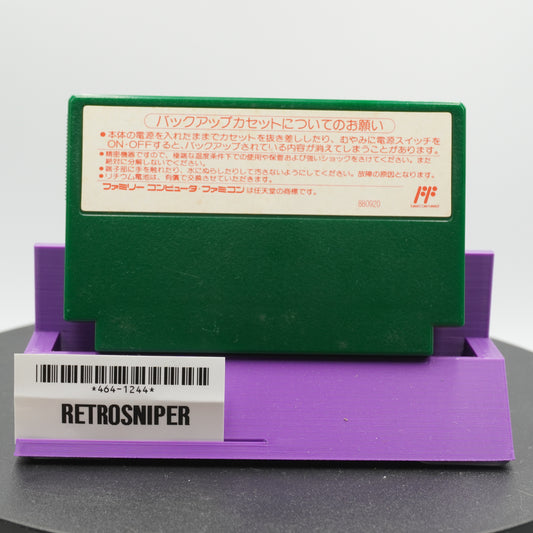 バックアップカセットについてのお願い
●本体の電源を入れたままでカセットを抜き差ししたり、むやみに電源スイッチを
ON-OFFすると、バックアップされている内容が消えてしまうことがあります。
●精密機器ですので、極端な温度条件下での使用や保管および強いショックをさけてください。また
絶対に分解しないでください。
●端子部に手を触れたり、水にぬらしたりして汚さないようにしてください。故障の原因となります。
●リチウム電池は、有償で交換させていただきます。
ファミリーコンピュータ・ファミコンは任天堂の商標です。
FF
880920
*464-1244*
RETROSNIPER